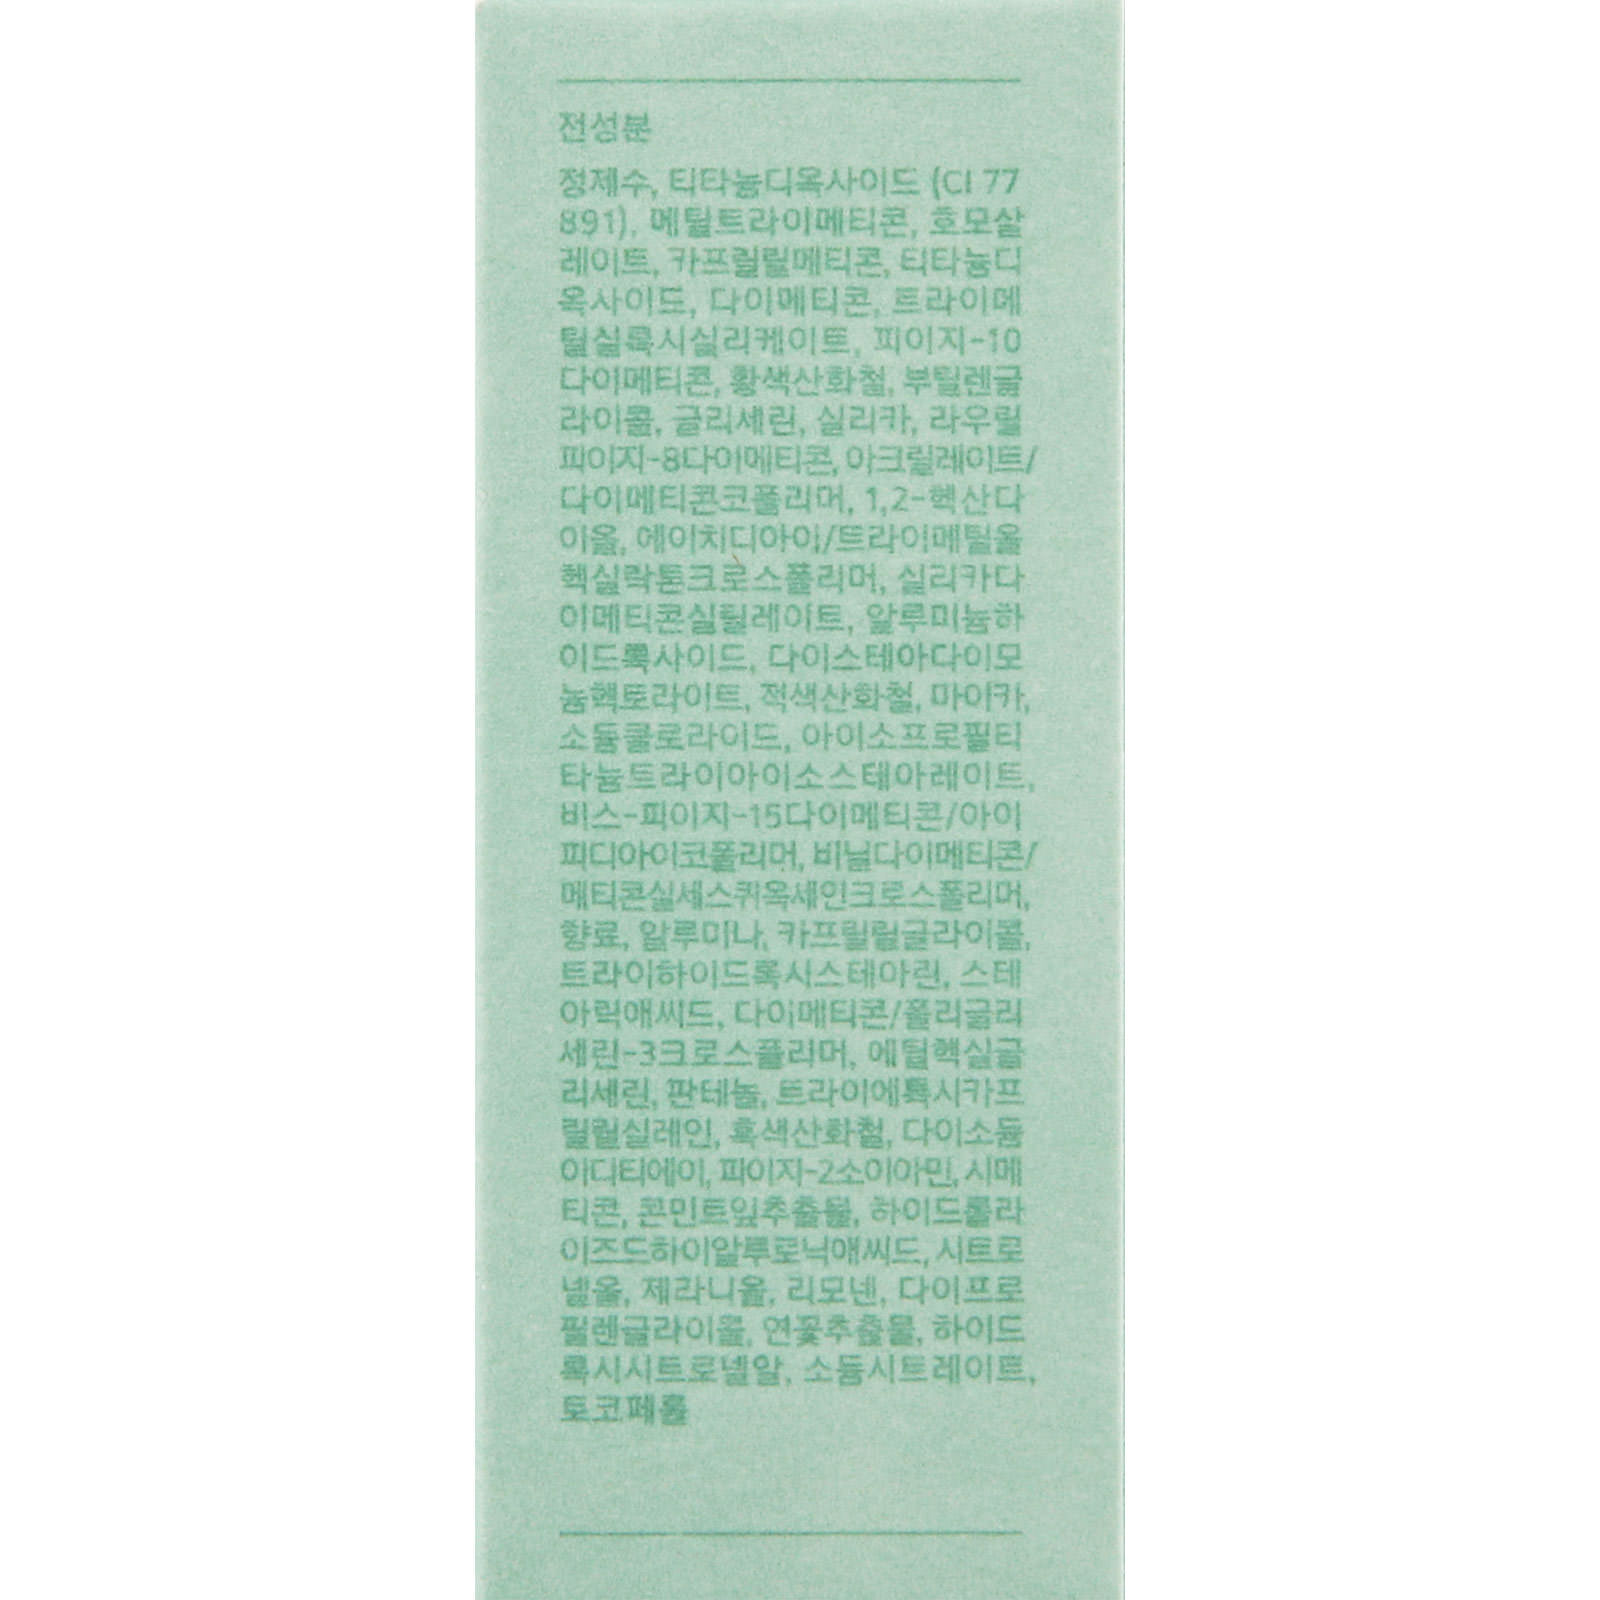 전성분
정제수, 티타늄디옥사이드 (CI 77
891), 메틸트라이메티콘, 호모살
레이트, 카프릴릴메티콘, 티타늄디
옥사이드, 다이메티콘, 트라이메
틸실록시실리케이트, 피이지-10
다이메티콘, 황색산화철, 부틸렌글
라이콜, 글리세린, 실리카, 라우릴
피이지-8다이메티콘, 아크릴레이트/
다이메티콘코폴리머, 1,2-헥산다
이올, 에이치디아이/트라이메틸올
헥실락톤크로스폴리머, 실리카다
이메티콘실릴레이트, 알루미늄하
이드록사이드, 다이스테아다이모
늄헥토라이트, 적색산화철, 마이카,
소듐클로라이드, 아이소프로필티
타늄트라이아이소스테아레이트,
비스-피이지-15다이메티콘/아이
피디아이코폴리머, 비닐다이메티콘/
메티콘실세스퀴옥세인크로스폴리머,
향료, 알루미나, 카프릴릴글라이콜,
트라이하이드록시스테아린, 스테
아릭애씨드, 다이메티콘/폴리글리
세린-3크로스폴리머, 에틸헥실글
리세린, 판테놀, 트라이에톡시카프
릴릴실레인, 흑색산화철, 다이소듐
이디티에이, 피이지-2소이아민, 시메
티콘, 콘민트잎추출물, 하이드롤라
이즈드하이알루로닉애씨드, 시트로
넬올, 제라니올, 리모넨, 다이프로
필렌글라이콜, 연꽃추출물, 하이드
록시시트로넬알, 소듐시트레이트,
토코페롤